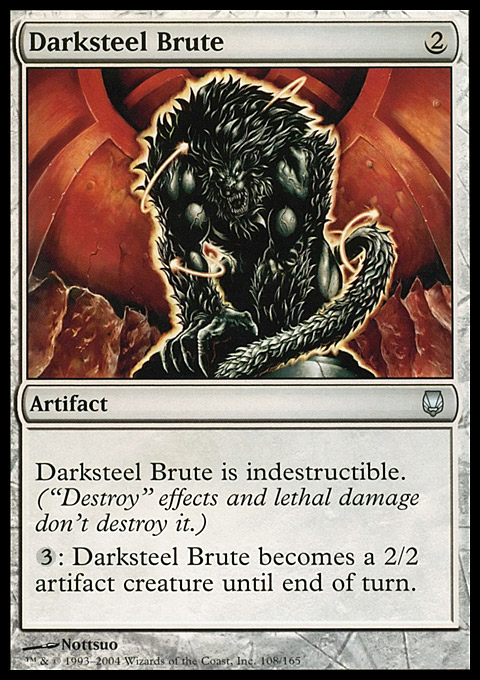 Darksteel Brute 2
Artifact
Darksteel Brute is indestructible.
(“Destroy” effects and lethal damage
don’t destroy it.)
3: Darksteel Brute becomes a 2/2
artifact creature until end of turn.
Nottsuo
™ & © 1993–2004 Wizards of the Coast, Inc. 108/165